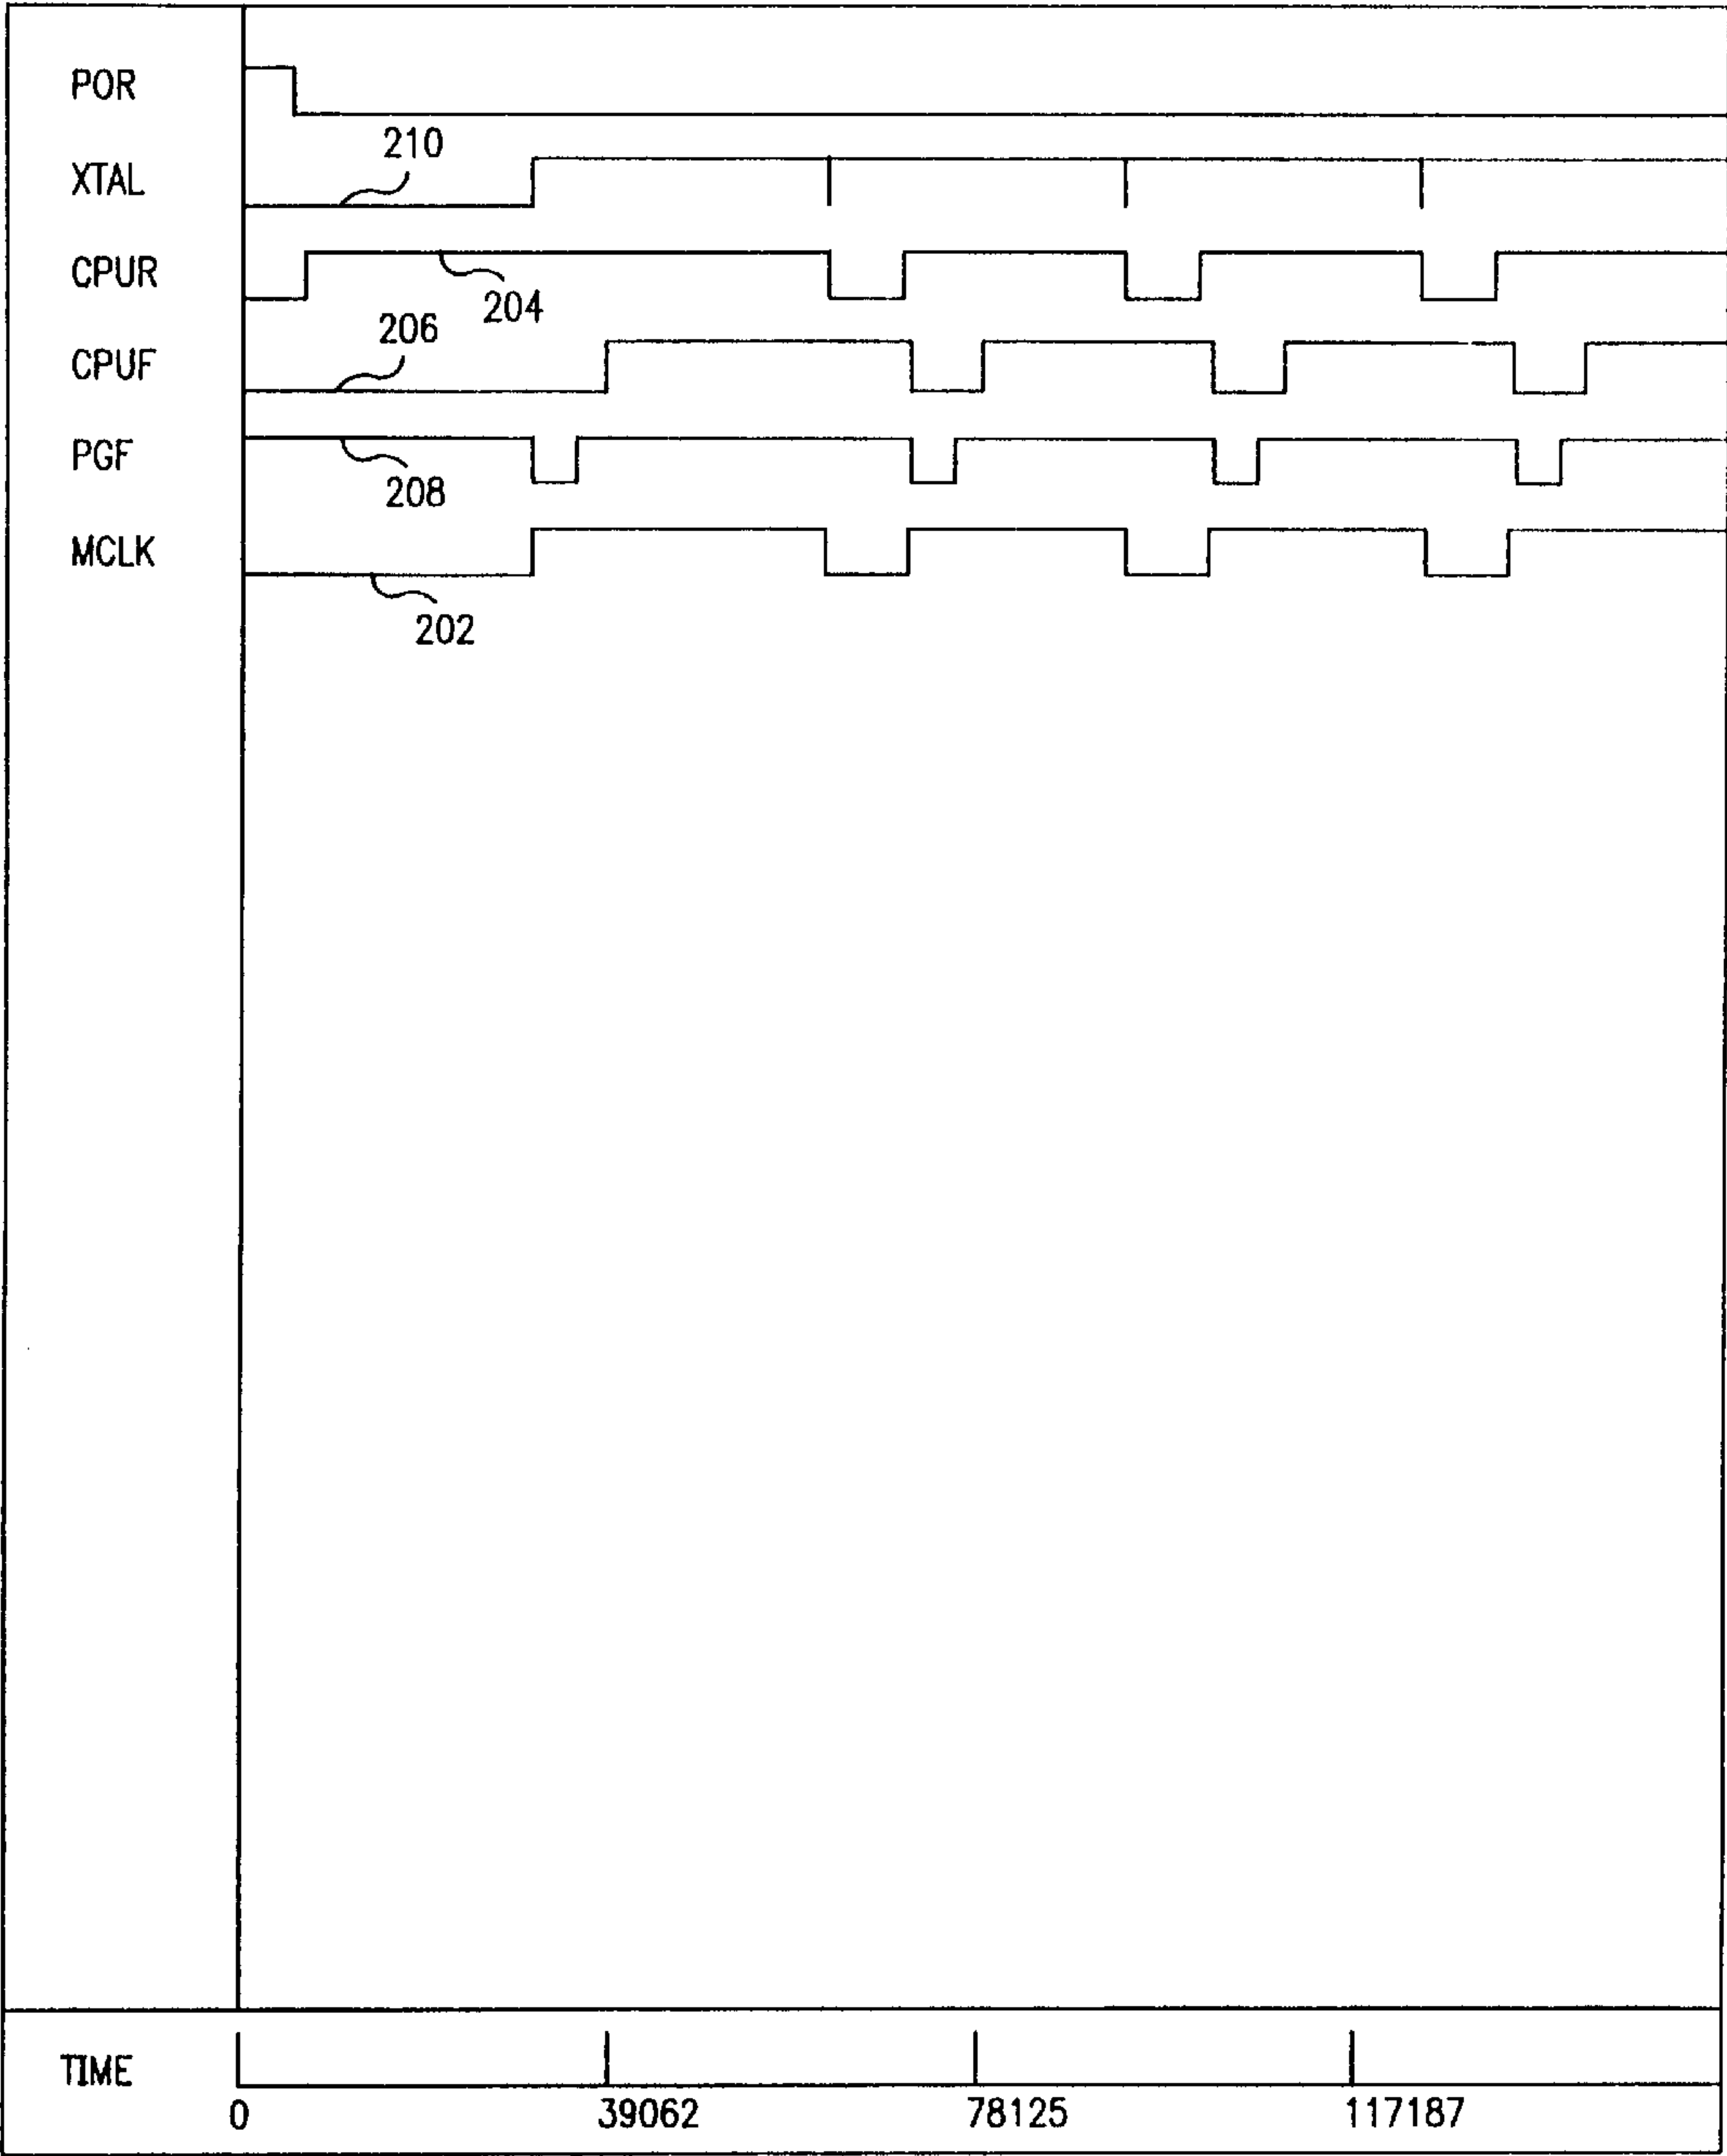 POR
XTAL
210
CPUR
204
CPUF
206
PGF
208
MCLK
202
TIME
0 39062 78125 117187